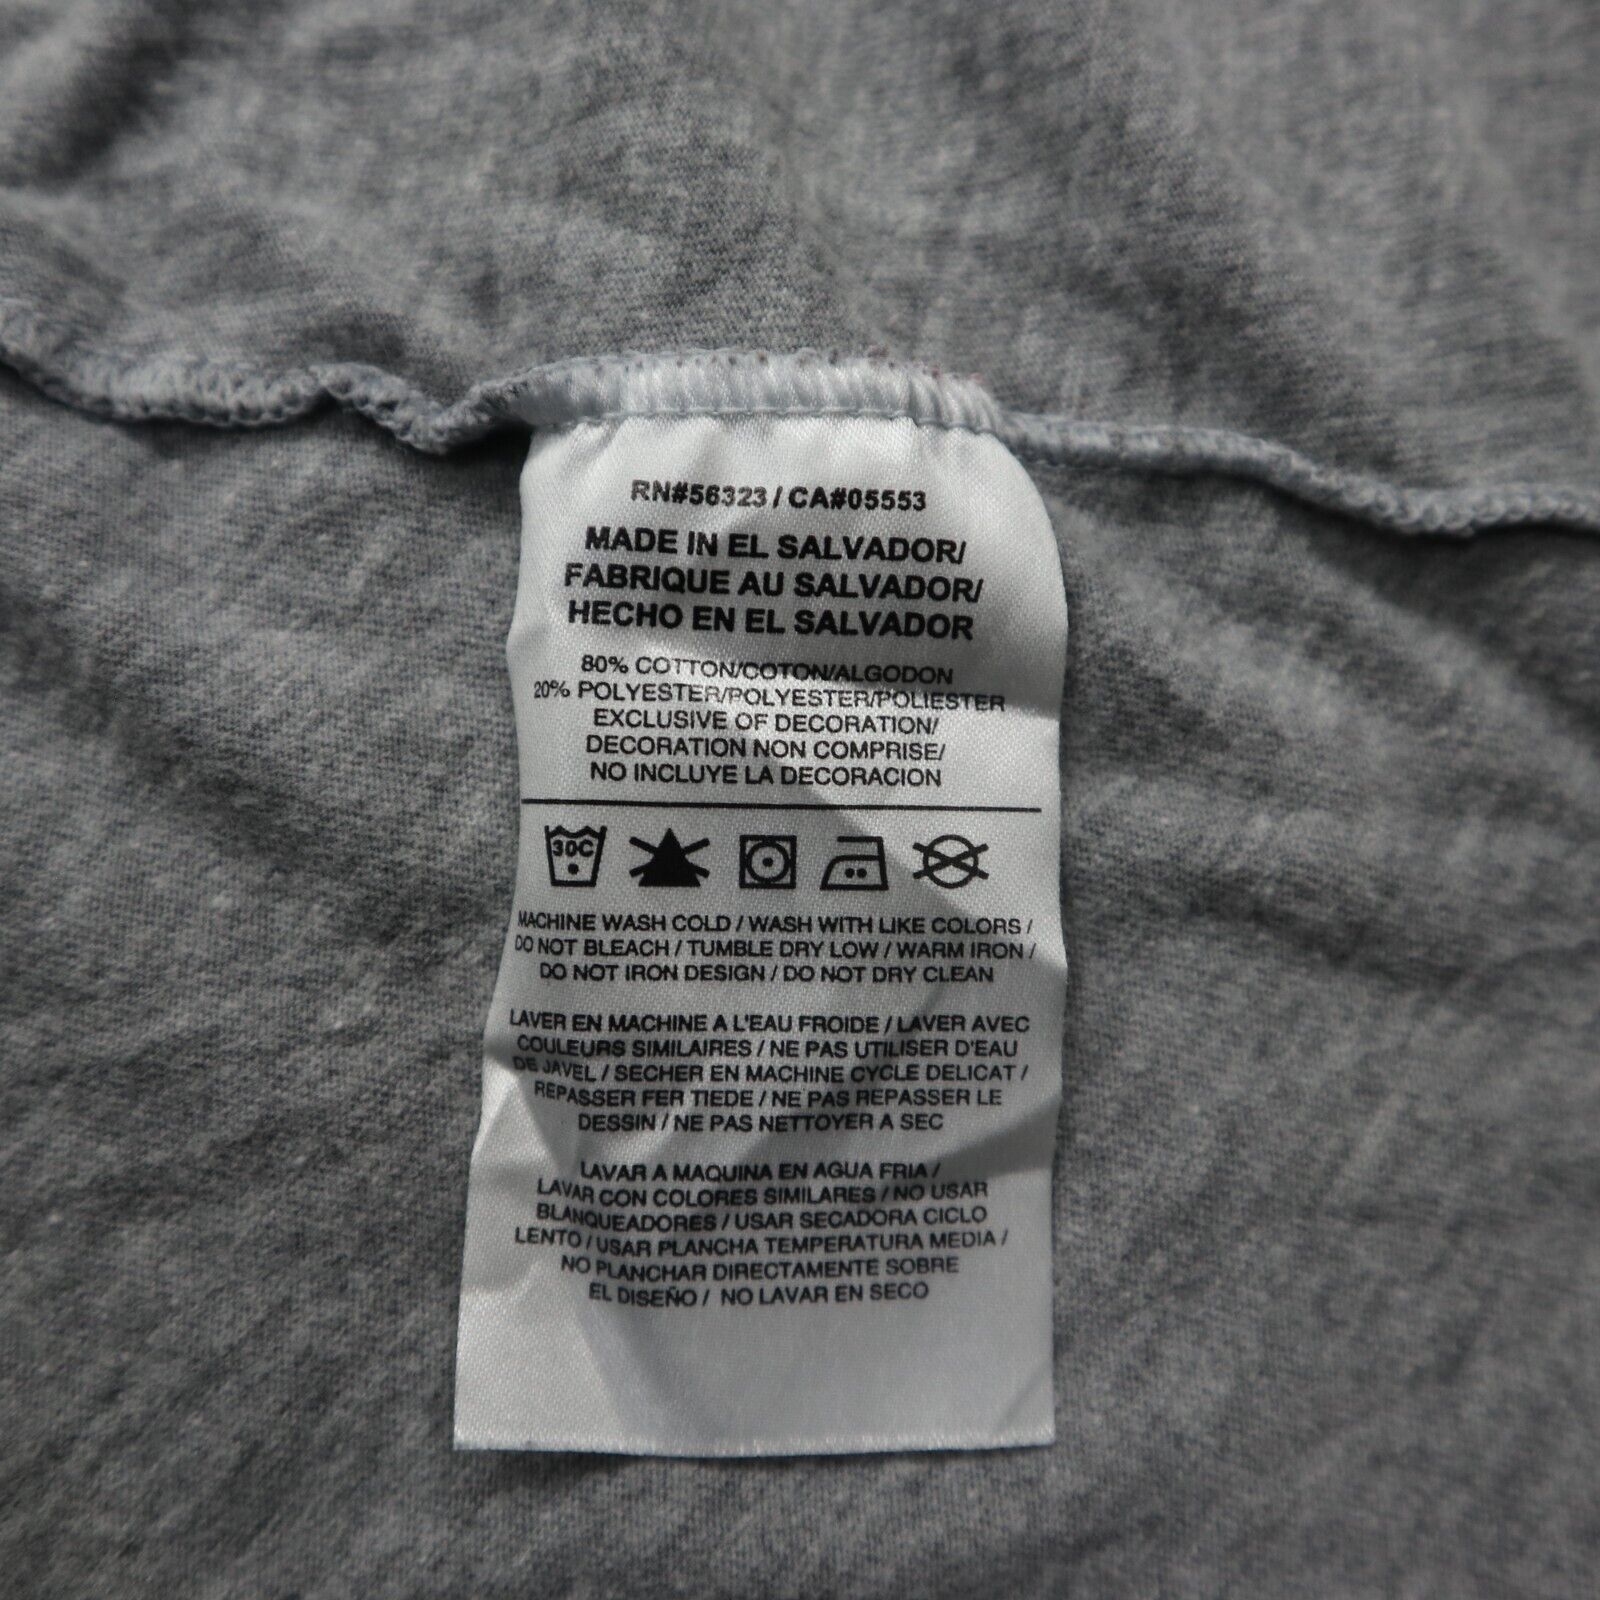 RN#56323 / CA#05553
MADE IN EL SALVADOR/
FABRIQUE AU SALVADOR/
HECHO EN EL SALVADOR
80% COTTON/COTON/ALGODON
20% POLYESTER/POLYESTER/POLIESTER
EXCLUSIVE OF DECORATION/
DECORATION NON COMPRISE/
NO INCLUYE LA DECORACION
30C
MACHINE WASH COLD / WASH WITH LIKE COLORS /
DO NOT BLEACH / TUMBLE DRY LOW / WARM IRON /
DO NOT IRON DESIGN / DO NOT DRY CLEAN
LAVER EN MACHINE A L'EAU FROIDE / LAVER AVEC
COULEURS SIMILAIRES / NE PAS UTILISER D'EAU
DE JAVEL / SECHER EN MACHINE CYCLE DELICAT /
REPASSER FER TIEDE / NE PAS REPASSER LE
DESSIN / NE PAS NETTOYER A SEC
LAVAR A MAQUINA EN AGUA FRIA /
LAVAR CON COLORES SIMILARES / NO USAR
BLANQUEADORES / USAR SECADORA CICLO
LENTO / USAR PLANCHA TEMPERATURA MEDIA /
NO PLANCHAR DIRECTAMENTE SOBRE
EL DISEÑO / NO LAVAR EN SECO